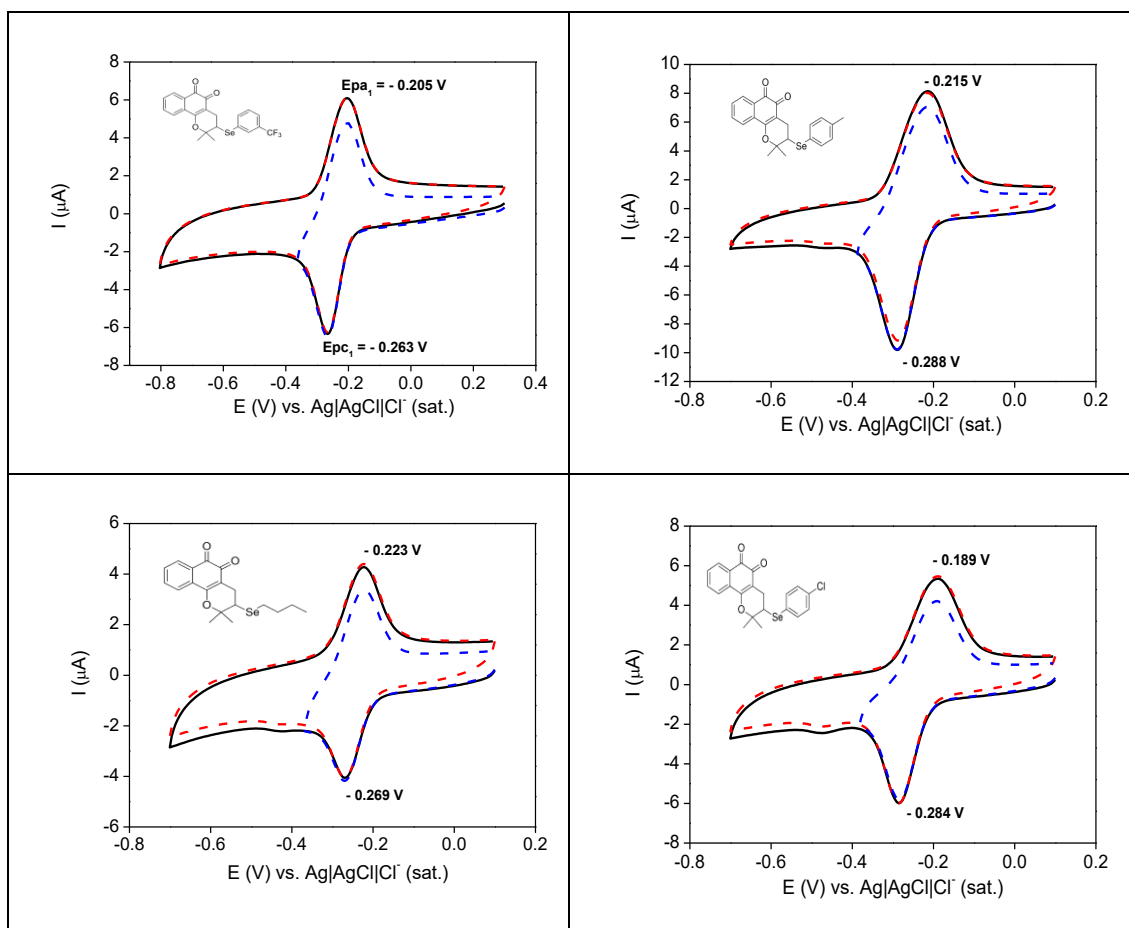 8
6
4
2
0
-2
-4
-6
-8
I (μA)
O
O
O
Se
CF₃
Epa₁ = - 0.205 V
Epc₁ = - 0.263 V
-0.8 -0.6 -0.4 -0.2 0.0 0.2 0.4
E (V) vs. Ag|AgCl|Cl⁻ (sat.)
10
8
6
4
2
0
-2
-4
-6
-8
-10
-12
I (μA)
O
O
O
Se
- 0.215 V
- 0.288 V
-0.8 -0.6 -0.4 -0.2 0.0 0.2
E (V) vs. Ag|AgCl|Cl⁻ (sat.)
6
4
2
0
-2
-4
-6
I (μA)
O
O
O
Se
- 0.223 V
- 0.269 V
-0.8 -0.6 -0.4 -0.2 0.0 0.2
E (V) vs. Ag|AgCl|Cl⁻ (sat.)
8
6
4
2
0
-2
-4
-6
-8
I (μA)
O
O
Cl
O
Se
- 0.189 V
- 0.284 V
-0.8 -0.6 -0.4 -0.2 0.0 0.2
E (V) vs. Ag|AgCl|Cl⁻ (sat.)